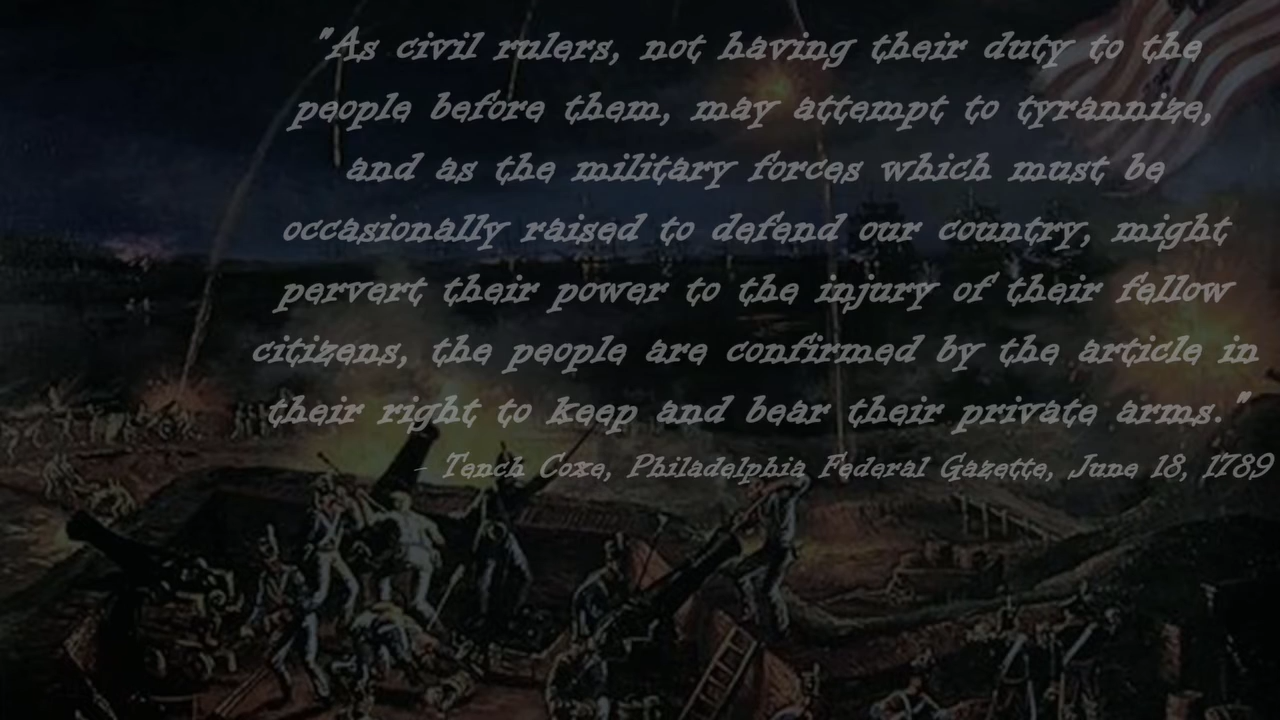 "As civil rulers, not having their duty to the
people before them, may attempt to tyrannize,
and as the military forces which must be
occasionally raised to defend our country, might
pervert their power to the injury of their fellow
citizens, the people are confirmed by the article in
their right to keep and bear their private arms."
- Tench Coxe, Philadelphia Federal Gazette, June 18, 1789